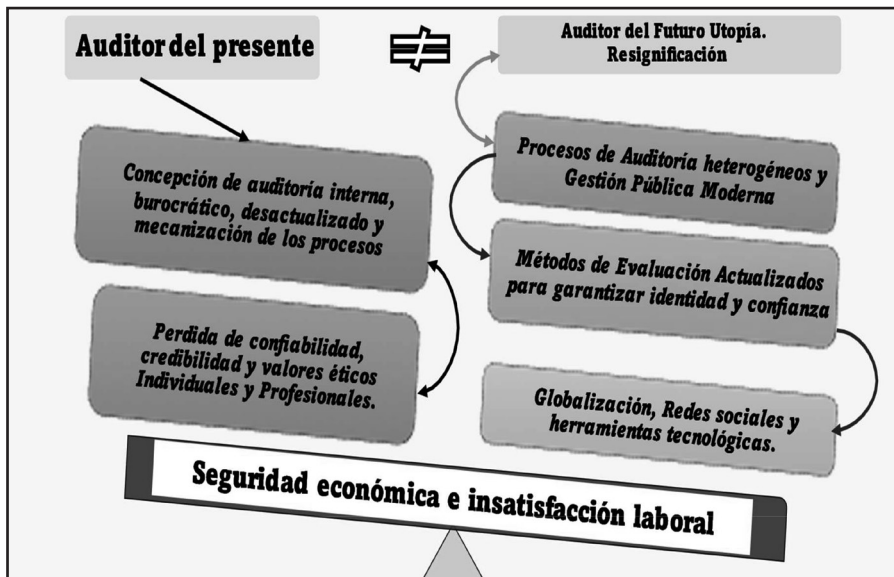 Auditor del presente
≠
Auditor del Futuro Utopía.
Resignificación
Concepción de auditoría interna,
burocrático, desactualizado y
mecanización de los procesos
Perdida de confiabilidad,
credibilidad y valores éticos
Individuales y Profesionales.
Procesos de Auditoría heterogéneos y
Gestión Pública Moderna
Métodos de Evaluación Actualizados
para garantizar identidad y confianza
Globalización, Redes sociales y
herramientas tecnológicas.
Seguridad económica e insatisfacción laboral